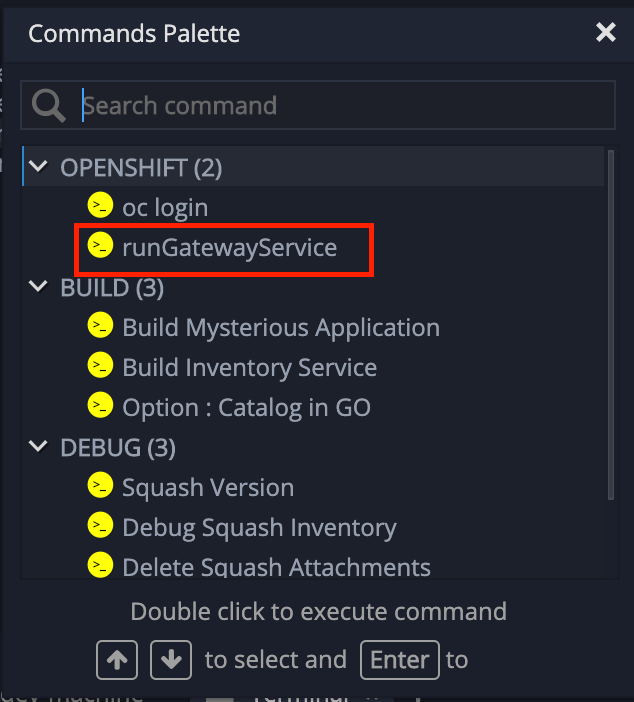 Commands Palette
Search command
OPENSHIFT (2)
oc login
runGatewayService
BUILD (3)
Build Mysterious Application
Build Inventory Service
Option : Catalog in GO
DEBUG (3)
Squash Version
Debug Squash Inventory
Delete Squash Attachments
Double click to execute command
to select and Enter to